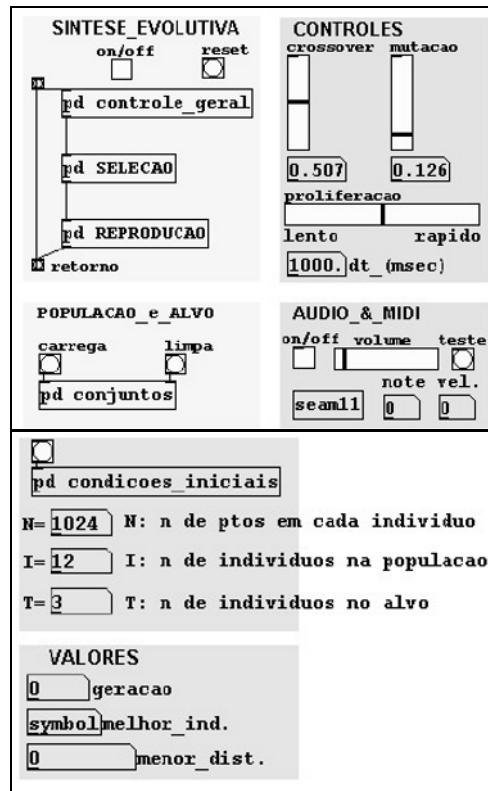 SINTESE_EVOLUTIVA
on/off reset
pd controle_geral
pd SELECAO
pd REPRODUCAO
retorno
CONTROLES
crossover mutacao
0.507 0.126
proliferacao
lento rapido
1000. dt_(msec)
POPULACAO_e_ALVO
carrega limpa
pd conjuntos
AUDIO_&_MIDI
on/off volume teste
note vel.
seam11 0 0
pd condicoes_iniciais
N= 1024 N: n de ptos em cada individuo
I= 12 I: n de individuos na populacao
T= 3 T: n de individuos no alvo
VALORES
0 geracao
symbol melhor_ind.
0 menor_dist.